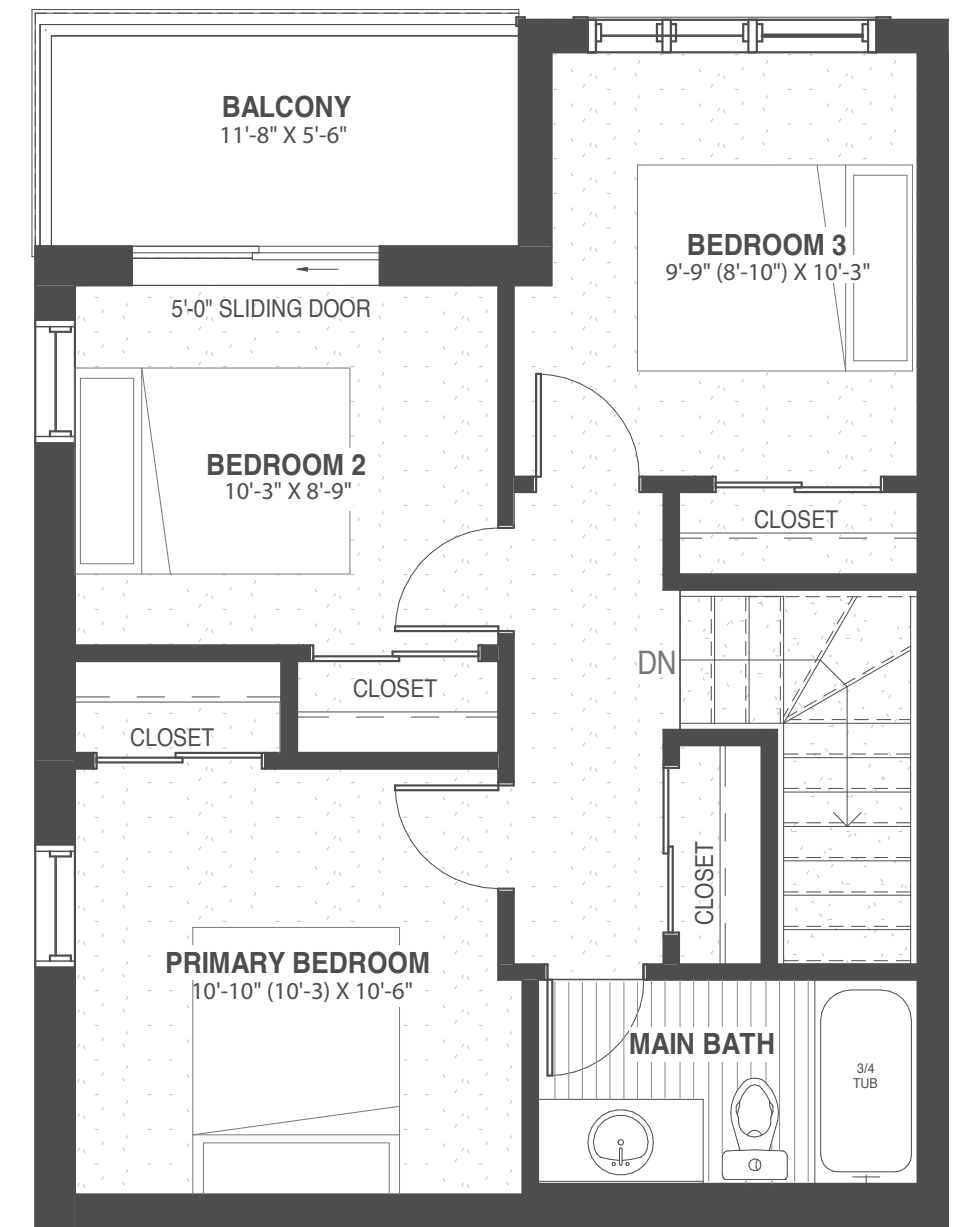 BALCONY
11'-8" X 5'-6"
BEDROOM 3
9'-9" (8'-10") X 10'-3"
5'-0" SLIDING DOOR
BEDROOM 2
10'-3" X 8'-9"
CLOSET
DN
CLOSET
CLOSET
CLOSET
PRIMARY BEDROOM
10'-10" (10'-3) X 10'-6"
MAIN BATH
3/4
TUB